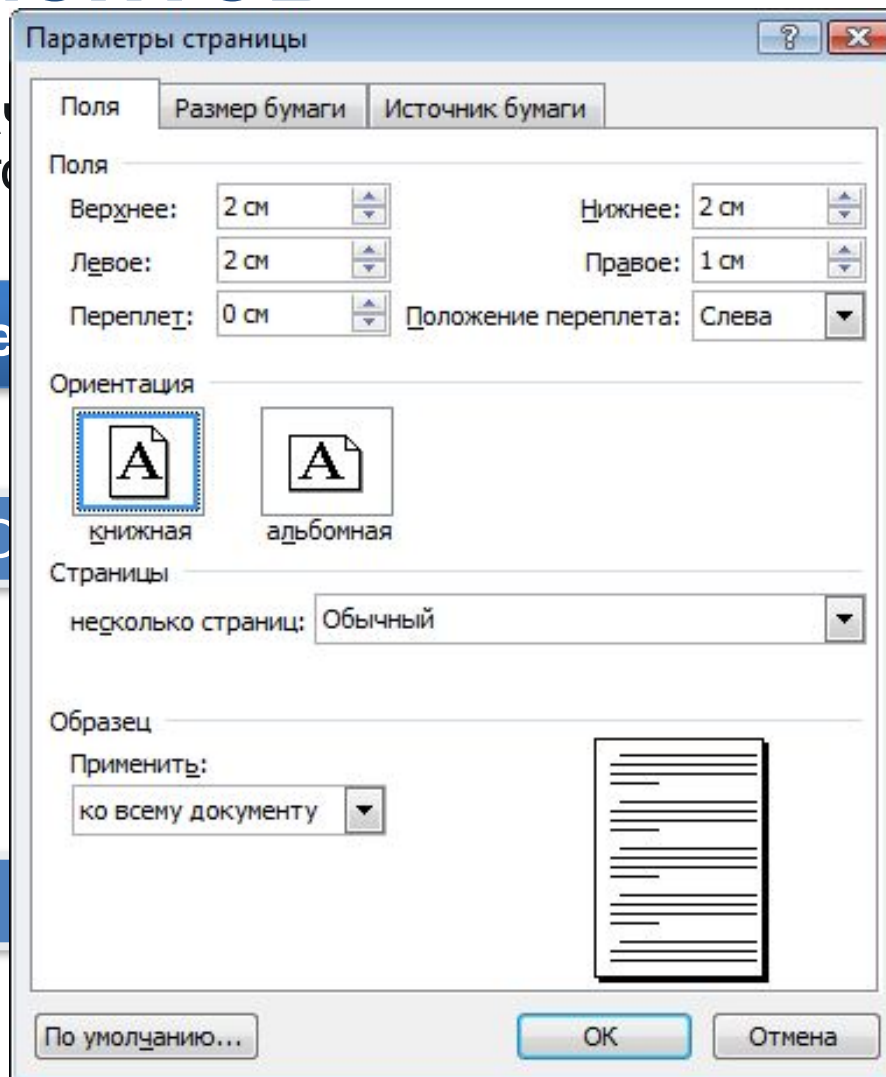 Параметры страницы
Поля Размер бумаги Источник бумаги
Поля
Верхнее: 2 см Нижнее: 2 см
Левое: 2 см Правое: 1 см
Переплет: 0 см Положение переплета: Слева
Ориентация
A A
книжная альбомная
Страницы
несколько страниц: Обычный
Образец
Применить:
ко всему документу
По умолчанию... ОК Отмена